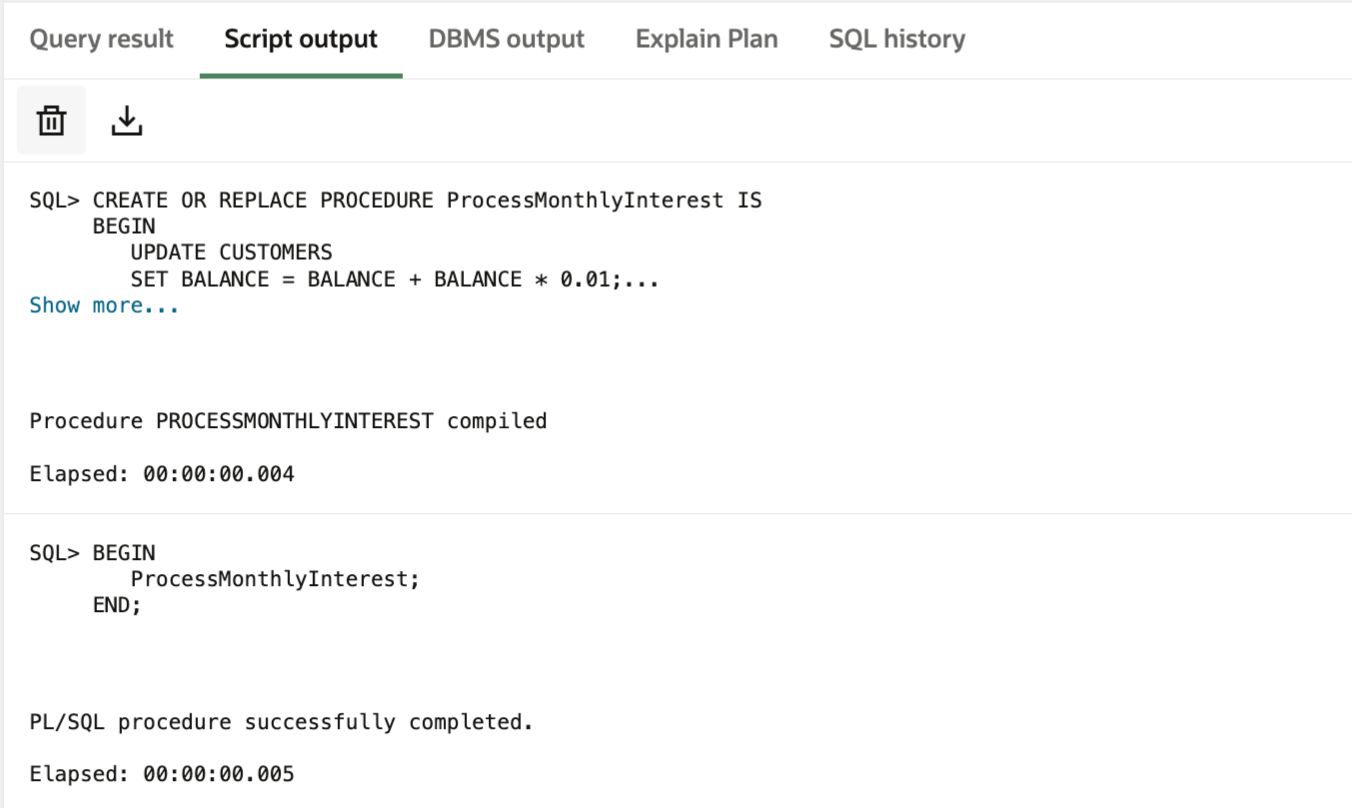 Query result Script output DBMS output Explain Plan SQL history
SQL> CREATE OR REPLACE PROCEDURE ProcessMonthlyInterest IS
BEGIN
UPDATE CUSTOMERS
SET BALANCE = BALANCE + BALANCE * 0.01;...
Show more...
Procedure PROCESSMONTHLYINTEREST compiled
Elapsed: 00:00:00.004
SQL> BEGIN
ProcessMonthlyInterest;
END;
PL/SQL procedure successfully completed.
Elapsed: 00:00:00.005